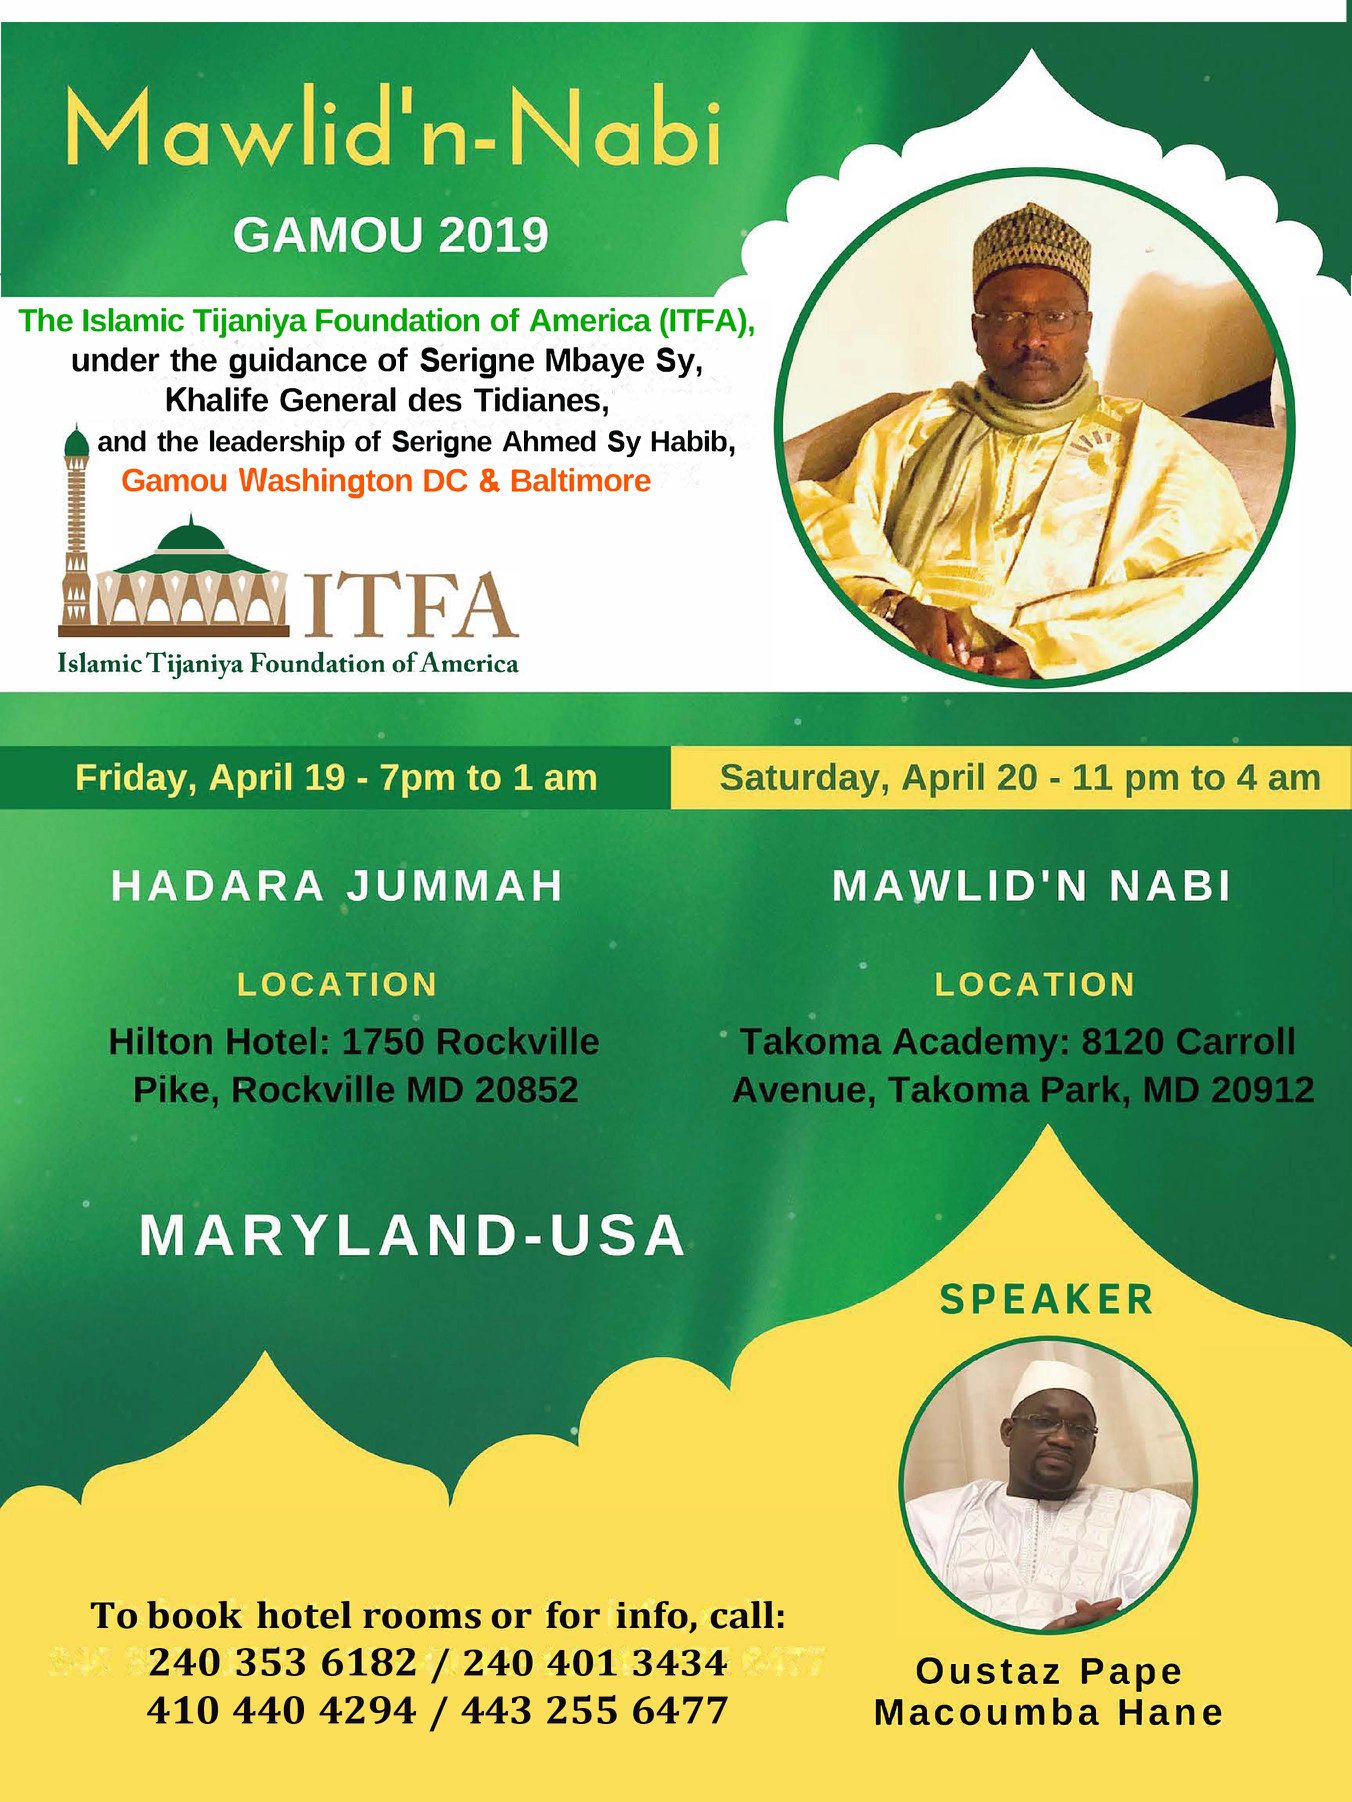 Mawlid'n-Nabi
GAMOU 2019
The Islamic Tijaniya Foundation of America (ITFA),
under the guidance of Serigne Mbaye Sy,
Khalife General des Tidianes,
and the leadership of Serigne Ahmed Sy Habib,
Gamou Washington DC & Baltimore
ITFA
Islamic Tijaniya Foundation of America
Friday, April 19 - 7pm to 1 am
HADARA JUMMAH
LOCATION
Hilton Hotel: 1750 Rockville
Pike, Rockville MD 20852
Saturday, April 20 - 11 pm to 4 am
MAWLID'N NABI
LOCATION
Takoma Academy: 8120 Carroll
Avenue, Takoma Park, MD 20912
MARYLAND-USA
SPEAKER
Oustaz Pape
Macoumba Hane
To book hotel rooms or for info, call:
240 353 6182 / 240 401 3434
410 440 4294 / 443 255 6477